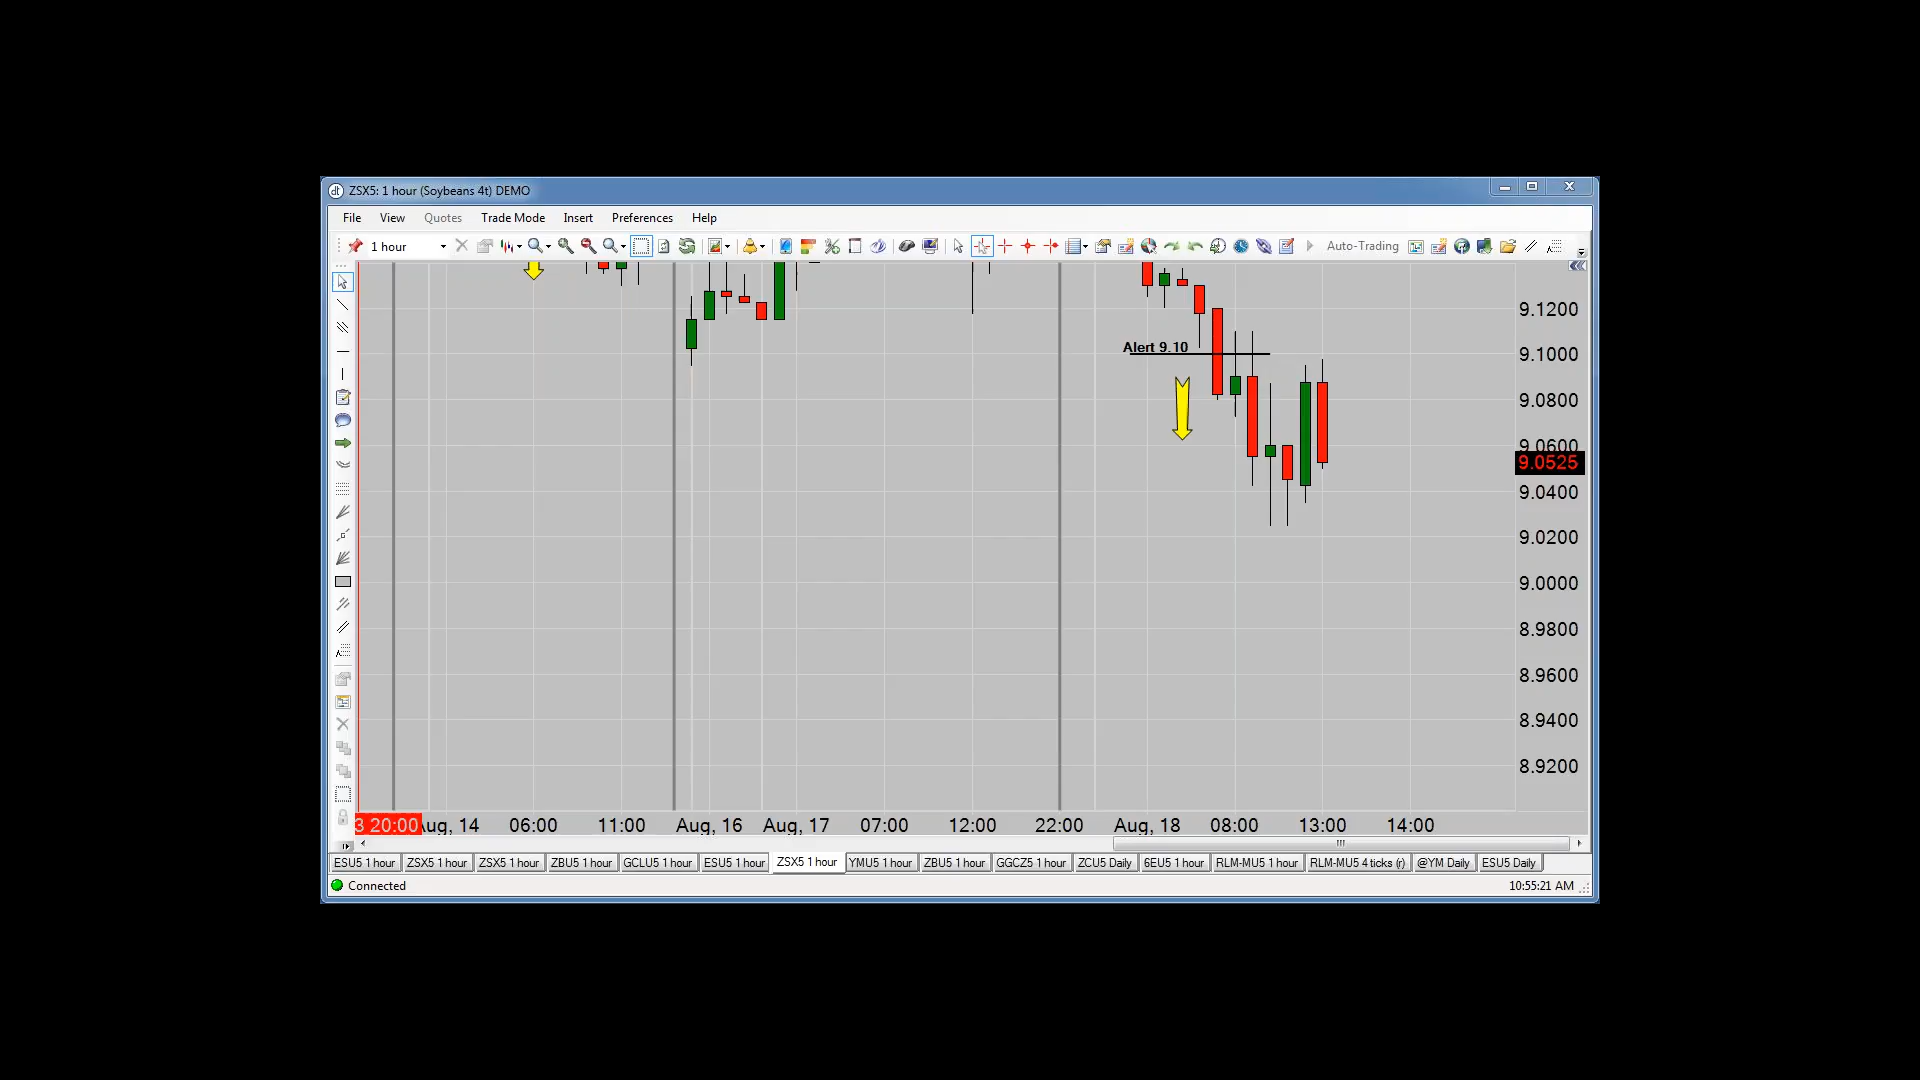 ZSX5: 1 hour (Soybeans 4t) DEMO
File View Quotes Trade Mode Insert Preferences Help
1 hour Auto-Trading
9.1200
Alert 9.10
9.1000
9.0800
9.0600
9.0525
9.0400
9.0200
9.0000
8.9800
8.9600
8.9400
8.9200
3 20:00 Aug, 14 06:00 11:00 Aug, 16 Aug, 17 07:00 12:00 22:00 Aug, 18 08:00 13:00 14:00
ESU5 1 hour ZSX5 1 hour ZSX5 1 hour ZBU5 1 hour GCLU5 1 hour ESU5 1 hour ZSX5 1 hour YMU5 1 hour ZBU5 1 hour GGCZ5 1 hour ZCU5 Daily 6EU5 1 hour RLM-MU5 1 hour RLM-MU5 4 ticks (r) @YM Daily ESU5 Daily
Connected 10:55:21 AM